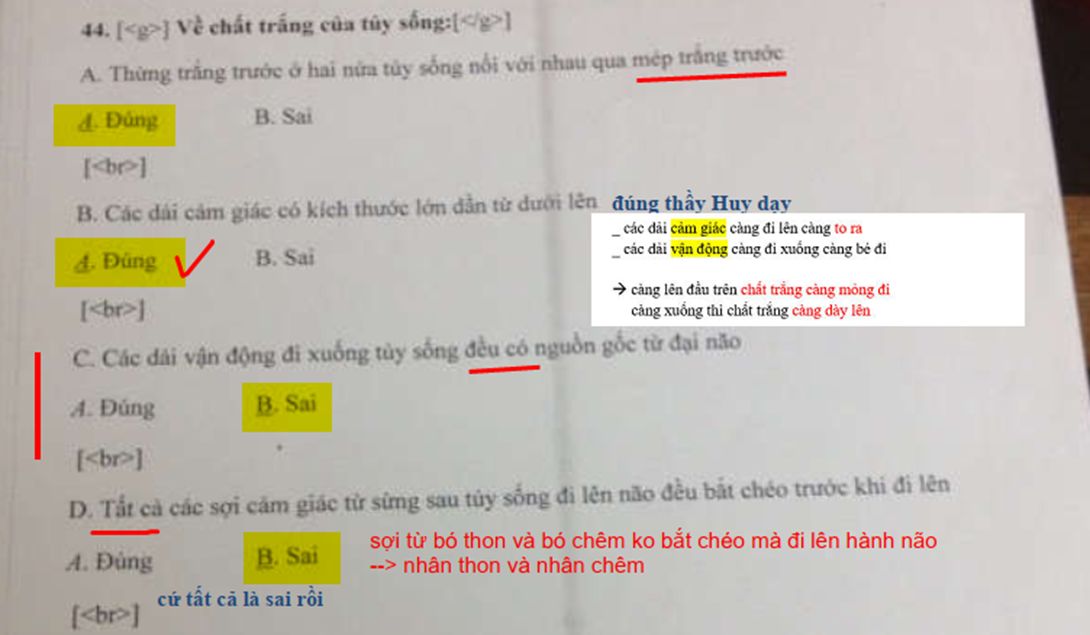 44. [<g>] Về chất trắng của tủy sống:[</g>]
A. Thừng trắng trước ở hai nửa tủy sống nối với nhau qua mép trắng trước
A. Đúng B. Sai
[<br>]
B. Các dải cảm giác có kích thước lớn dần từ dưới lên đúng thầy Huy dạy
_ các dải cảm giác càng đi lên càng to ra
_ các dải vận động càng đi xuống càng bé đi
A. Đúng B. Sai
→ càng lên đầu trên chất trắng càng mỏng đi
càng xuống thì chất trắng càng dày lên
[<br>]
C. Các dải vận động đi xuống tủy sống đều có nguồn gốc từ đại não
A. Đúng B. Sai
[<br>]
D. Tất cả các sợi cảm giác từ sừng sau tủy sống đi lên não đều bắt chéo trước khi đi lên
A. Đúng B. Sai
sợi từ bó thon và bó chêm ko bắt chéo mà đi lên hành não
--> nhân thon và nhân chêm
[<br>] cứ tất cả là sai rồi